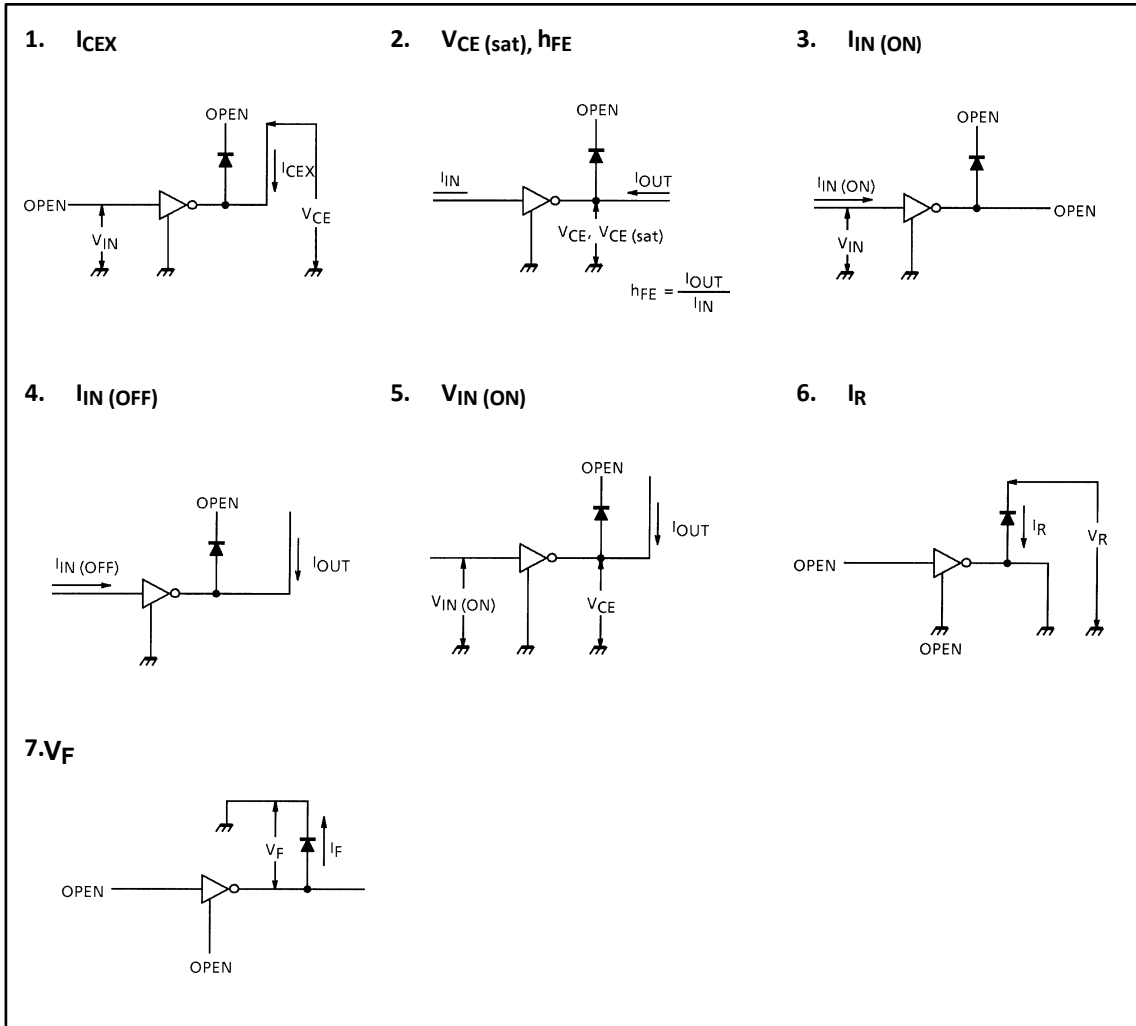 1. ICEX
OPEN
ICEX
OPEN
VIN
VCE
2. VCE (sat), hFE
OPEN
IIN
IOUT
VCE, VCE (sat)
hFE = IOUT
IIN
3. IIN (ON)
OPEN
IIN (ON)
OPEN
VIN
4. IIN (OFF)
OPEN
IIN (OFF)
IOUT
5. VIN (ON)
OPEN
IOUT
VIN (ON)
VCE
6. IR
IR
VR
OPEN
OPEN
7.VF
VF
IF
OPEN
OPEN